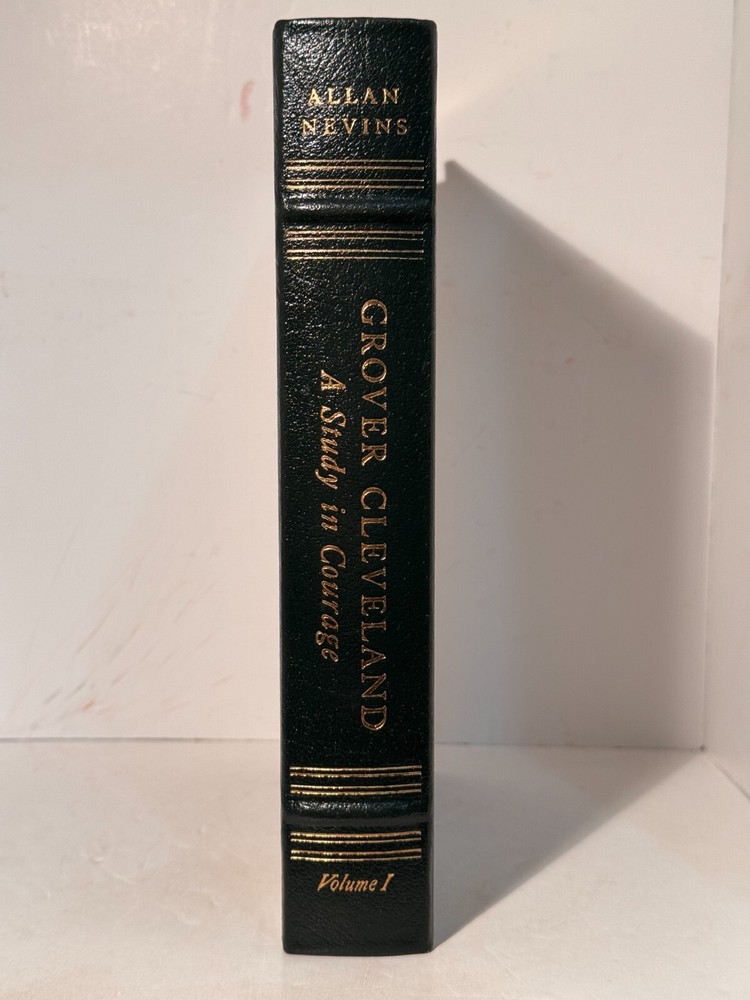 ALLAN
NEVINS
GROVER CLEVELAND
A Study in Courage
Volume I